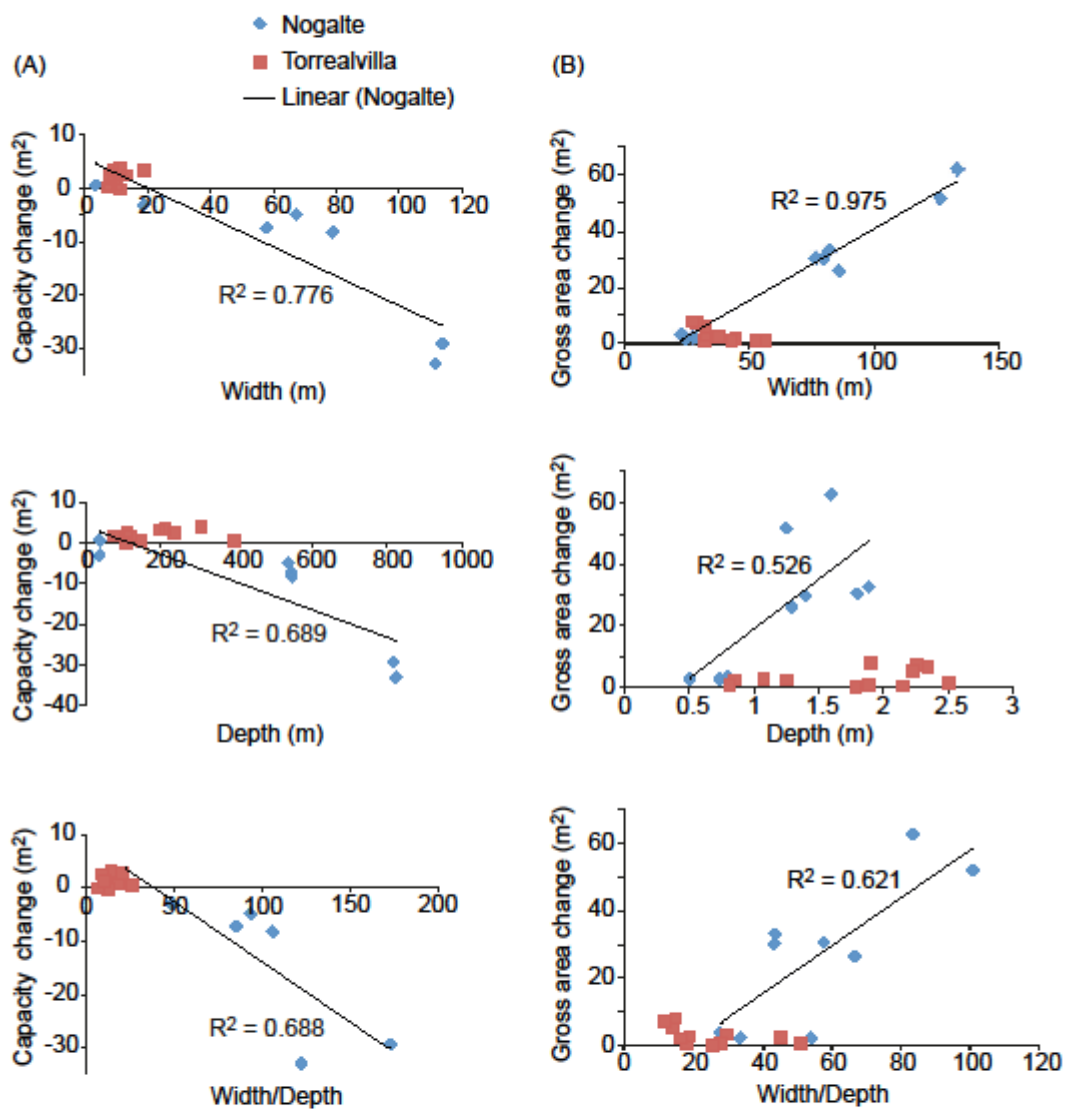 Nogalte
Torrealvilla
Linear (Nogalte)
(A)
(B)
Capacity change (m²)
10
0
-10
-20
-30
0 20 40 60 80 100 120
R² = 0.776
Width (m)
Gross area change (m²)
60
40
20
0
0 50 100 150
R² = 0.975
Width (m)
Capacity change (m²)
10
0
-10
-20
-30
-40
0 200 400 600 800 1000
R² = 0.689
Depth (m)
Gross area change (m²)
60
40
20
0
0 0.5 1 1.5 2 2.5 3
R² = 0.526
Depth (m)
Capacity change (m²)
10
0
-10
-20
-30
0 50 100 150 200
R² = 0.688
Width/Depth
Gross area change (m²)
60
40
20
0
0 20 40 60 80 100 120
R² = 0.621
Width/Depth